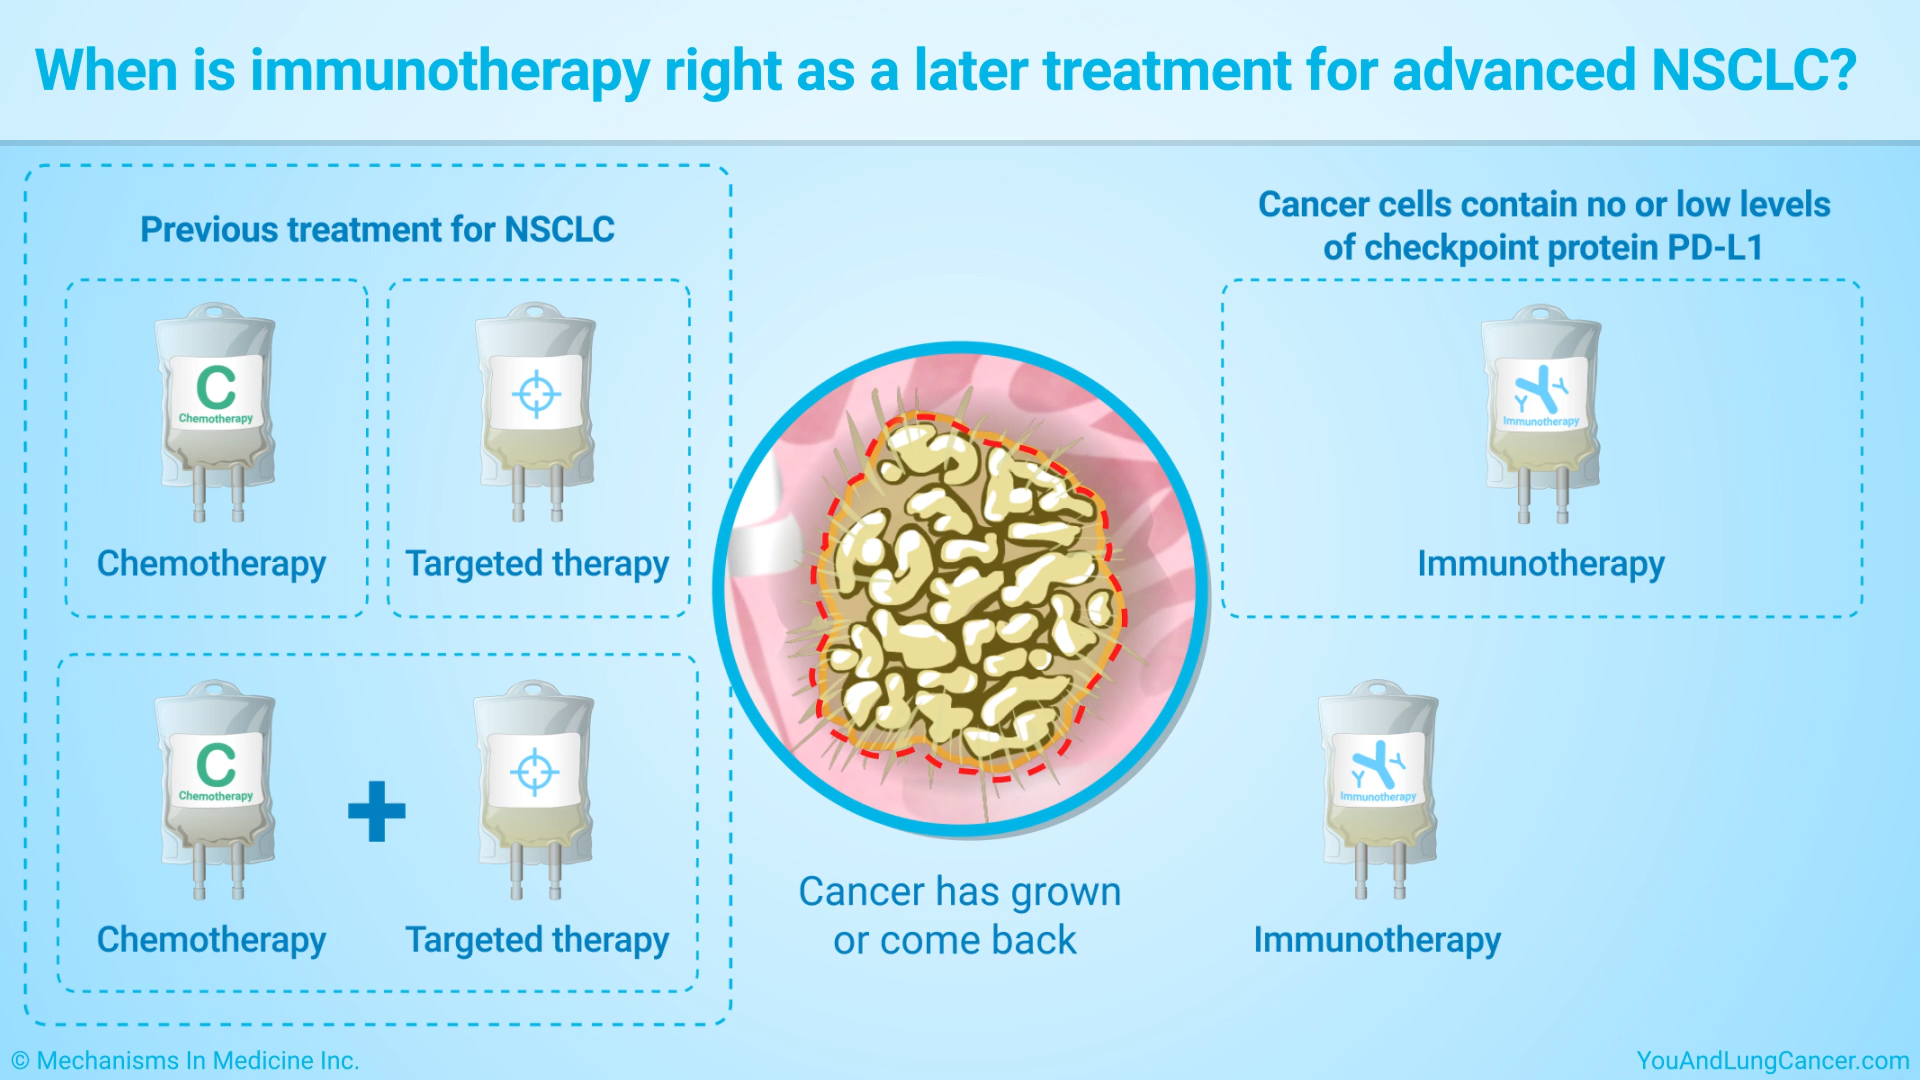 When is immunotherapy right as a later treatment for advanced NSCLC?
Previous treatment for NSCLC
C
Chemotherapy
Chemotherapy
Targeted therapy
C
Chemotherapy
Chemotherapy
+
Targeted therapy
Cancer has grown
or come back
Cancer cells contain no or low levels
of checkpoint protein PD-L1
Immunotherapy
Immunotherapy
Immunotherapy
Immunotherapy
© Mechanisms In Medicine Inc.
YouAndLungCancer.com